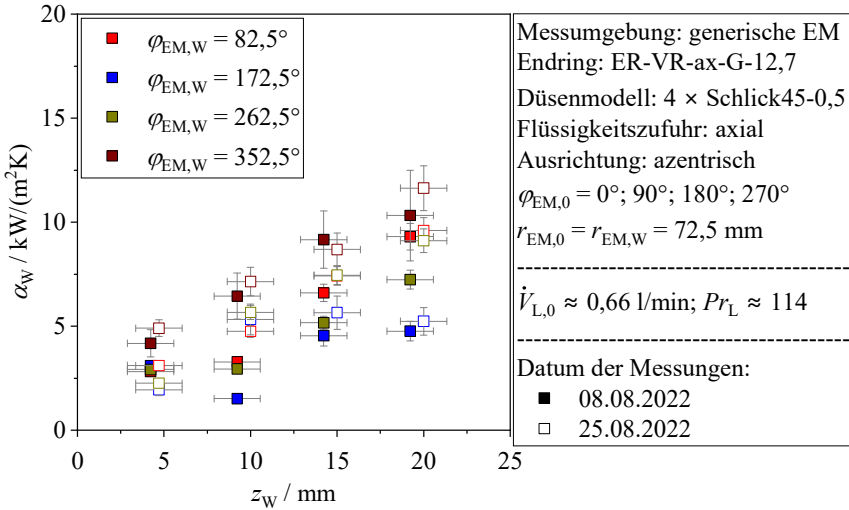 20
15
10
5
0
α_W / kW/(m²K)
φ_EM,W = 82,5°
φ_EM,W = 172,5°
φ_EM,W = 262,5°
φ_EM,W = 352,5°
0 5 10 15 20 25
z_W / mm
Messumgebung: generische EM
Endring: ER-VR-ax-G-12,7
Düsenmodell: 4 × Schlick45-0,5
Flüssigkeitszufuhr: axial
Ausrichtung: azentrisch
φ_EM,0 = 0°; 90°; 180°; 270°
r_EM,0 = r_EM,W = 72,5 mm
V̇_L,0 ≈ 0,66 l/min; Pr_L ≈ 114
Datum der Messungen:
08.08.2022
25.08.2022